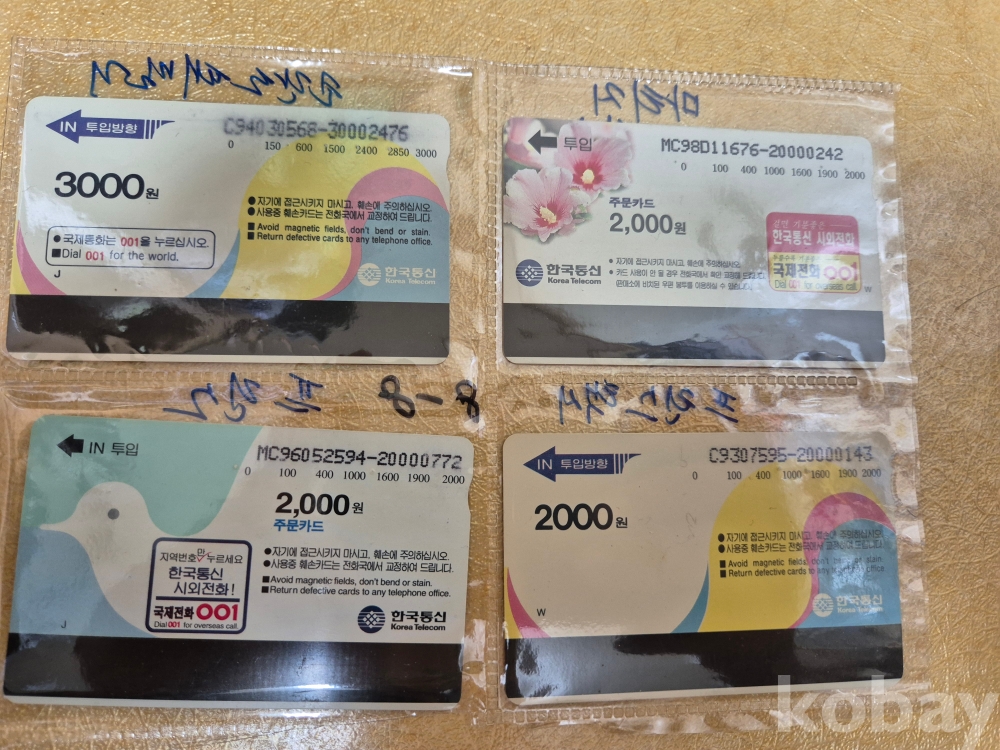 IN 투입방향
C94030568-30002476
0 150 600 1500 2400 2850 3000
3000원
●자기에 접근시키지 마시고, 훼손에 주의하십시오.
●사용중 훼손카드는 전화국에서 교정하여 드립니다.
■Avoid magnetic fields, don't bend or stain.
■Return defective cards to any telephone office.
●국제통화는 001을 누르십시오.
■Dial 001 for the world.
J
한국통신
Korea Telecom
투입
MC98D11676-20000242
0 100 400 1000 1600 1900 2000
주문카드
2,000원
한국통신 시외전화
국제전화 001
Dial 001 for overseas call
• 자기에 접근시키지 마시고, 훼손에 주의하십시오.
한국통신
Korea Telecom
W
8-18
IN 투입
MC96052594-20000772
0 100 400 1000 1600 1900 2000
2,000원
주문카드
●자기에 접근시키지 마시고, 훼손에 주의하십시오.
●사용중 훼손카드는 전화국에서 교정하여 드립니다.
■Avoid magnetic fields, don't bend or stain.
■Return defective cards to any telephone office.
지역번호만 누르세요
한국통신
시외전화!
국제전화 001
Dial 001 for overseas call
J
한국통신
Korea Telecom
IN 투입방향
C9307595-20000143
0 100 400 1000 1600 1900 2000
2000원
●자기에 접근시키지 마시고, 훼손에 주의하십시오.
●사용중 훼손카드는 전화국에서 교정하여 드립니다.
■Avoid magnetic fields, don't bend or stain.
■Return defective cards to any telephone office
W
한국통신
Korea Telecom
kobay